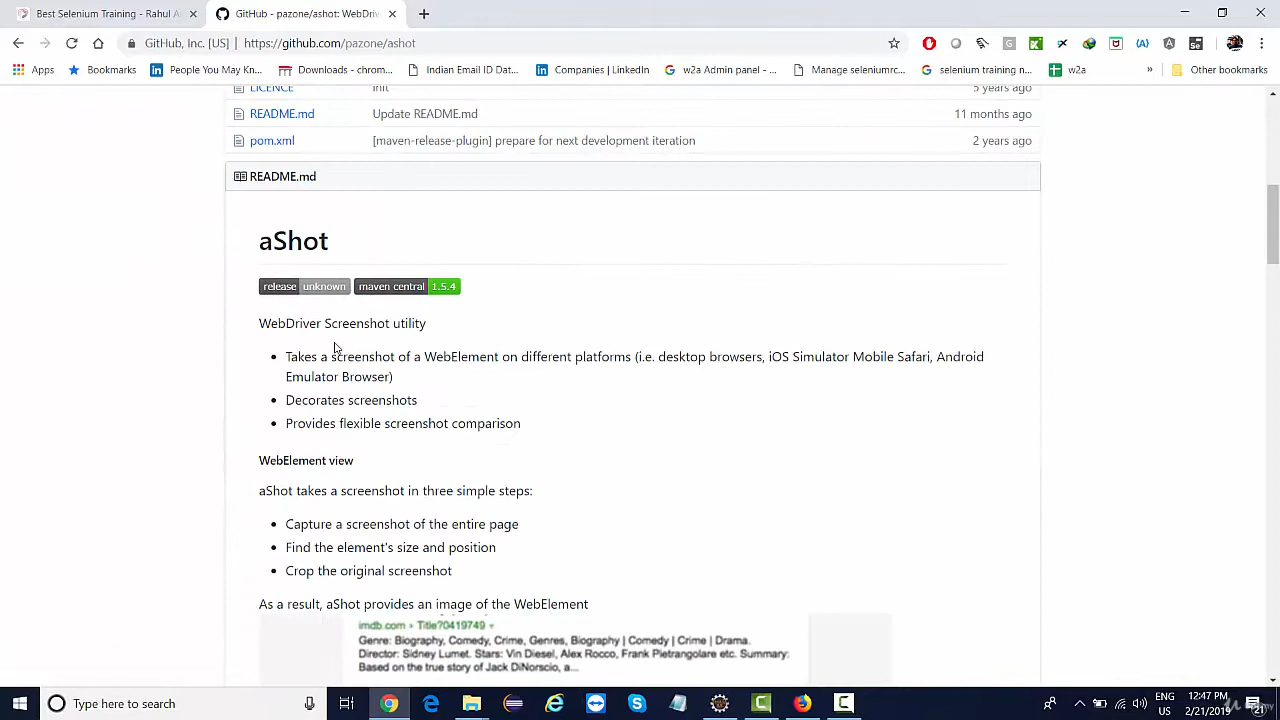 Best Selenium Training - Rahul A
GitHub - pazone/ashot: WebDriv
GitHub, Inc. [US] | https://github.com/pazone/ashot
Apps
Bookmarks
People You May Kno...
Downloads - chrom...
Indian Email ID Dat...
Companies | LinkedIn
w2a Admin panel - ...
Manage seleniumrc...
selenium training n...
w2a
»
Other bookmarks
LICENCE init 5 years ago
README.md Update README.md 11 months ago
pom.xml [maven-release-plugin] prepare for next development iteration 2 years ago
README.md
aShot
release unknown maven central 1.5.4
WebDriver Screenshot utility
• Takes a screenshot of a WebElement on different platforms (i.e. desktop browsers, iOS Simulator Mobile Safari, Android
Emulator Browser)
• Decorates screenshots
• Provides flexible screenshot comparison
WebElement view
aShot takes a screenshot in three simple steps:
• Capture a screenshot of the entire page
• Find the element's size and position
• Crop the original screenshot
As a result, aShot provides an image of the WebElement
imdb.com › Title?0419749
Genre: Biography, Comedy, Crime, Genres, Biography | Comedy | Crime | Drama.
Director: Sidney Lumet. Stars: Vin Diesel, Alex Rocco, Frank Pietrangolare etc. Summary:
Based on the true story of Jack DiNorscio, a...
Type here to search
ENG
US
12:47 PM
2/21/2019
21